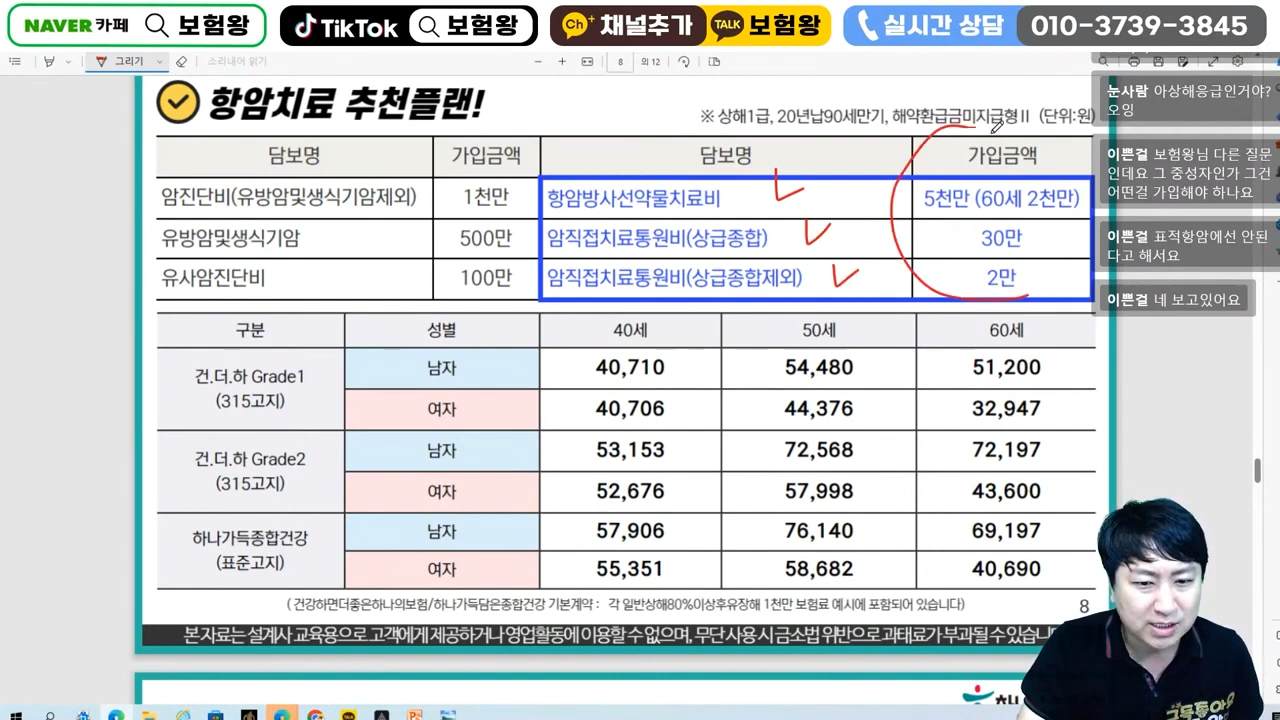 NAVER 카페 보험왕 TikTok 보험왕 Ch+ 채널추가 TALK 보험왕 실시간 상담 010-3739-3845
그리기 소리내어 읽기 8 의 12
항암치료 추천플랜!
※ 상해1급, 20년납90세만기, 해약환급금미지급형Ⅱ (단위:원)
담보명 가입금액 담보명 가입금액
암진단비(유방암및생식기암제외) 1천만 항암방사선약물치료비 5천만 (60세 2천만)
유방암및생식기암 500만 암직접치료통원비(상급종합) 30만
유사암진단비 100만 암직접치료통원비(상급종합제외) 2만
구분 성별 40세 50세 60세
건.더.하 Grade1 (315고지) 남자 40,710 54,480 51,200
여자 40,706 44,376 32,947
건.더.하 Grade2 (315고지) 남자 53,153 72,568 72,197
여자 52,676 57,998 43,600
하나가득종합건강 (표준고지) 남자 57,906 76,140 69,197
여자 55,351 58,682 40,690
( 건강하면더좋은하나의보험/하나가득담은종합건강 기본계약 : 각 일반상해80%이상후유장해 1천만 보험료 예시에 포함되어 있습니다)
8
본 자료는 설계사 교육용으로 고객에게 제공하거나 영업활동에 이용할 수 없으며, 무단 사용 시 금소법 위반으로 과태료가 부과될 수 있습니
눈사람 아상해응급인거야?
오잉
이쁜걸 보험왕님 다른 질문
인데요 그 중성자인가 그건
어떤걸 가입해야 하나요
이쁜걸 표적항암에선 안된
다고 해서요
이쁜걸 네 보고있어요